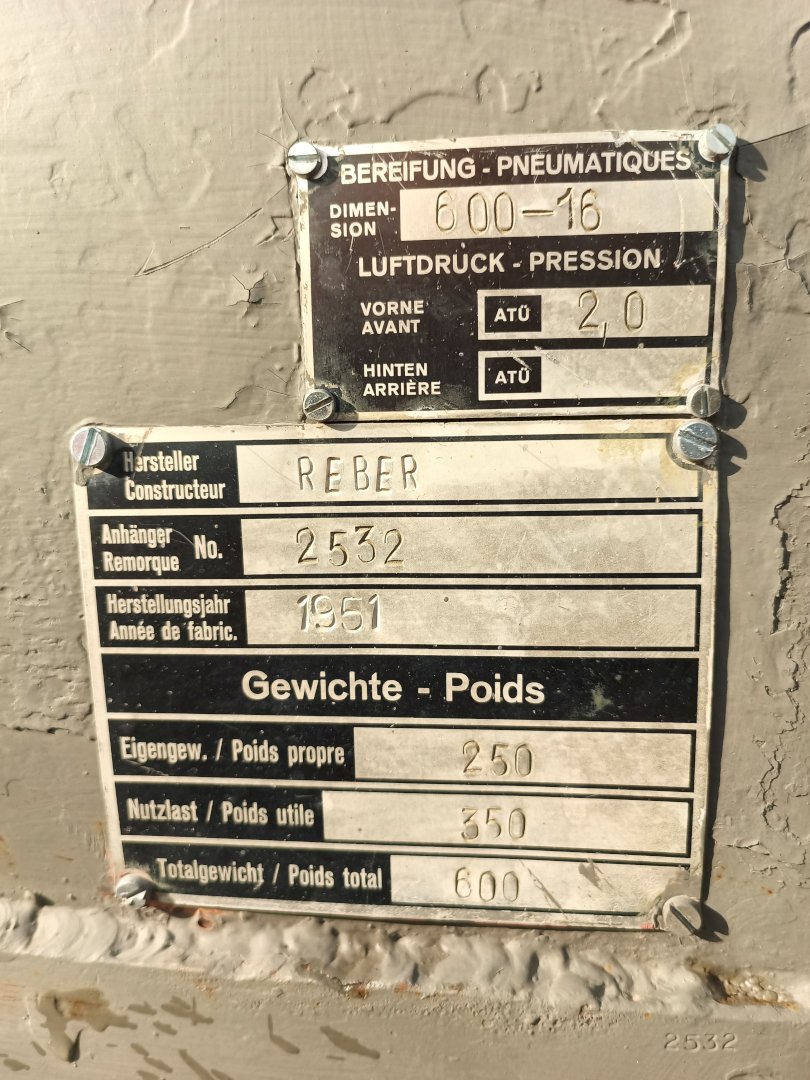 BEREIFUNG - PNEUMATIQUES
DIMEN-
SION 600-16
LUFTDRUCK - PRESSION
VORNE
AVANT ATÜ 2,0
HINTEN
ARRIÈRE ATÜ
Hersteller
Constructeur REBER
Anhänger
Remorque No. 2532
Herstellungsjahr
Année de fabric. 1951
Gewichte - Poids
Eigengew. / Poids propre 250
Nutzlast / Poids utile 350
Totalgewicht / Poids total 600
2532